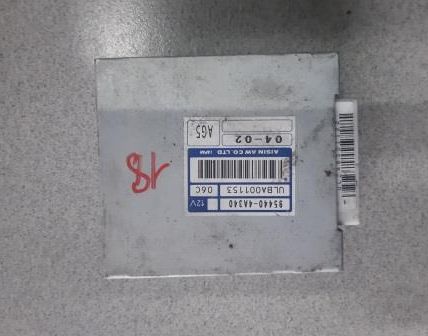 95440-4A340 12V
ULBA001153 06C
AISIN AW CO.,LTD
04-02 A65
18